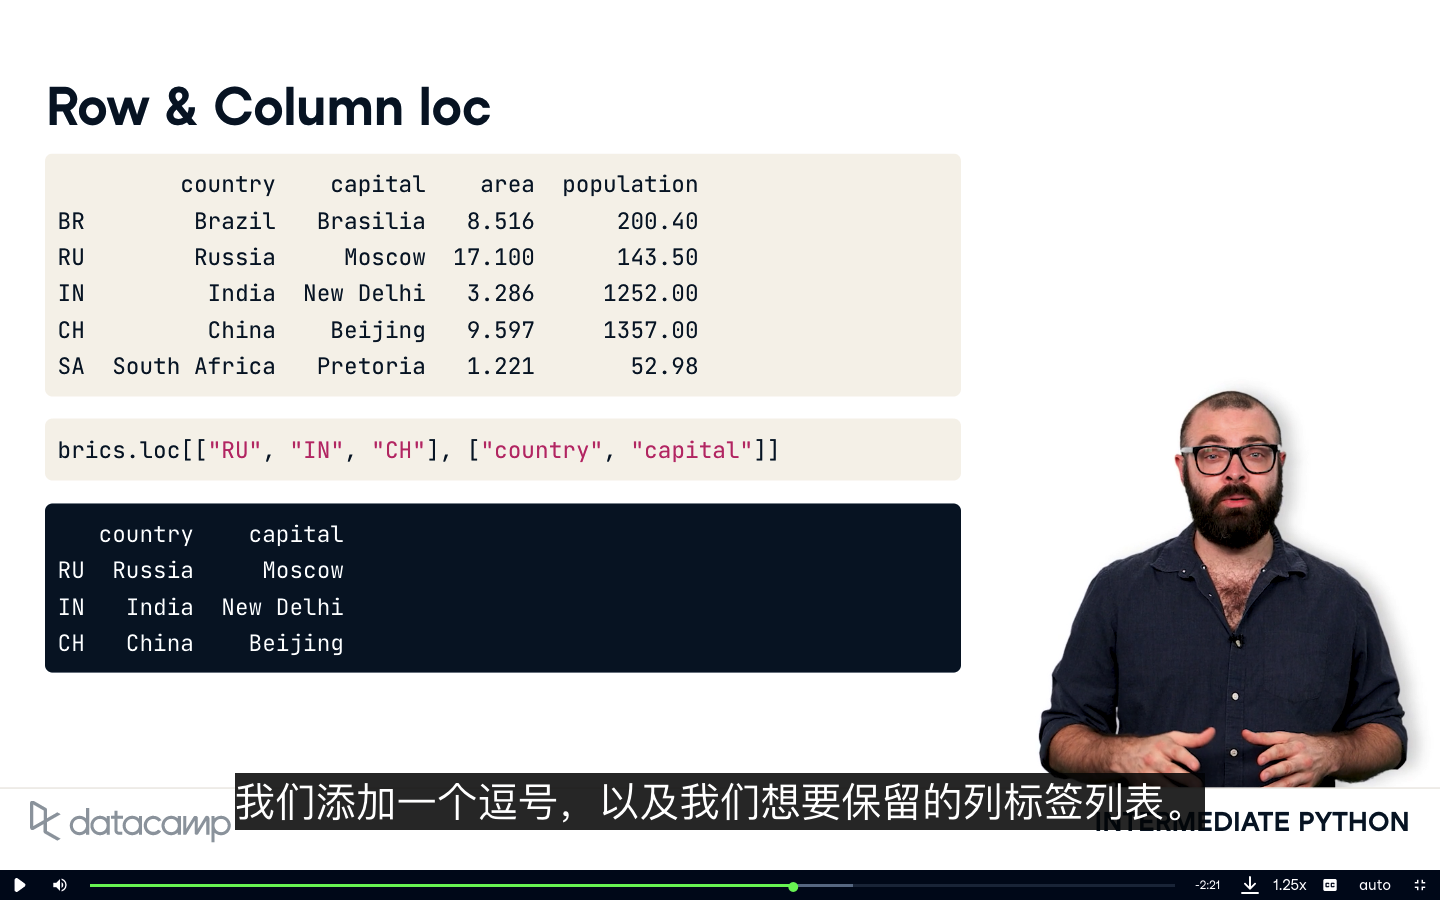 Row & Column loc
country capital area population
BR Brazil Brasilia 8.516 200.40
RU Russia Moscow 17.100 143.50
IN India New Delhi 3.286 1252.00
CH China Beijing 9.597 1357.00
SA South Africa Pretoria 1.221 52.98
brics.loc[["RU", "IN", "CH"], ["country", "capital"]]
country capital
RU Russia Moscow
IN India New Delhi
CH China Beijing
我们添加一个逗号，以及我们想要保留的列标签列表。
datacamp
INTERMEDIATE PYTHON
-2:21 1.25x CC auto